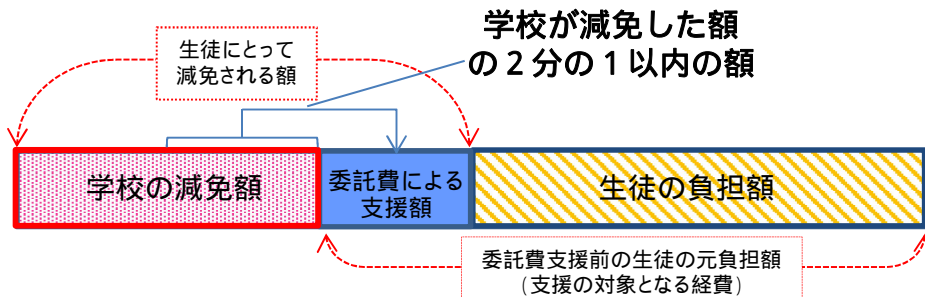 学校が減免した額
の２分の１以内の額
生徒にとって
減免される額
学校の減免額
委託費による
支援額
生徒の負担額
委託費支援前の生徒の元負担額
（支援の対象となる経費）